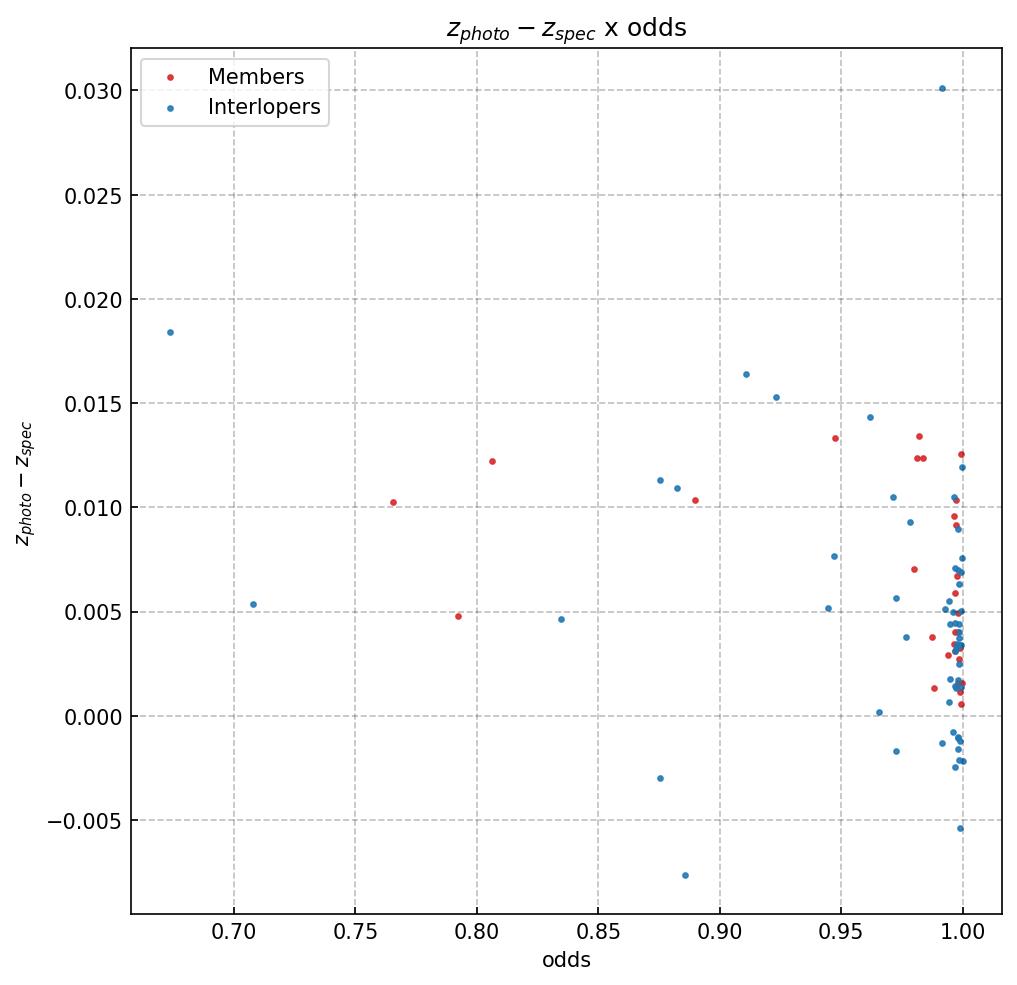 z_photo − z_spec x odds
Members
Interlopers
0.030
0.025
0.020
0.015
0.010
0.005
0.000
−0.005
z_photo − z_spec
0.70 0.75 0.80 0.85 0.90 0.95 1.00
odds